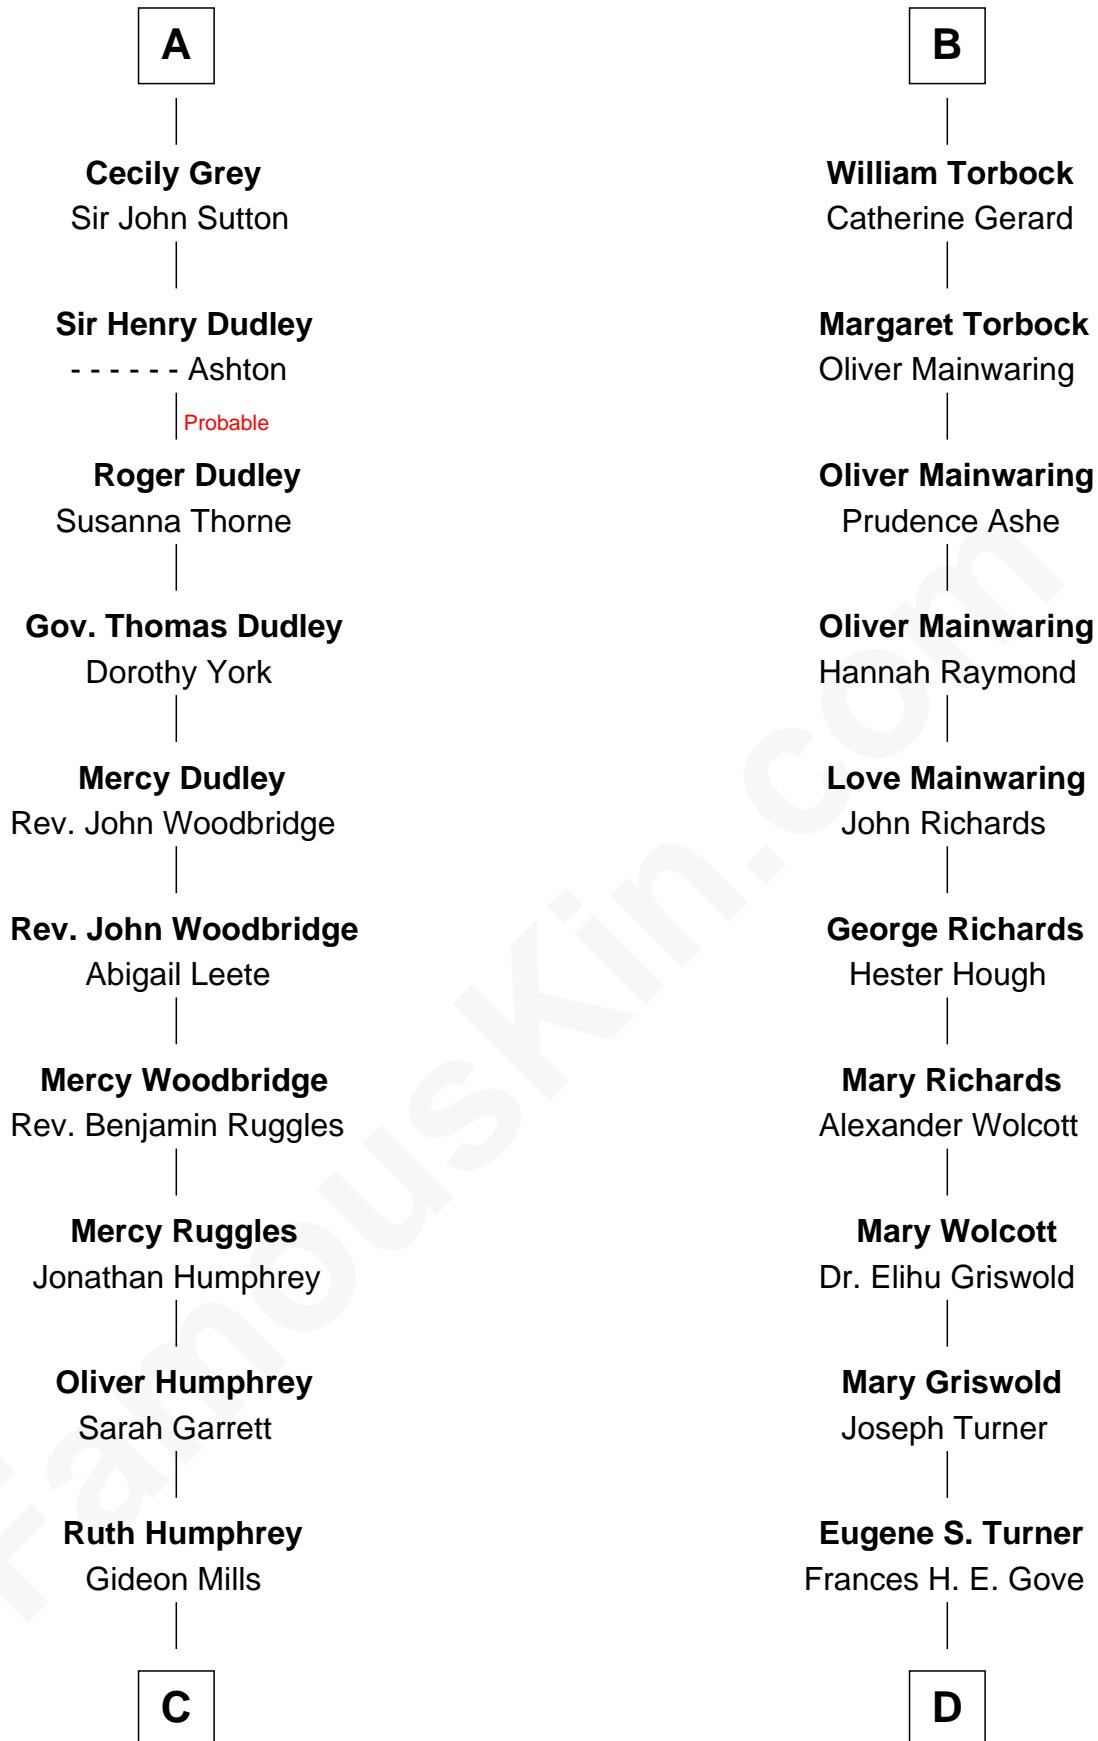 A
Cecily Grey
Sir John Sutton
Sir Henry Dudley
- - - - - - Ashton
Probable
Roger Dudley
Susanna Thorne
Gov. Thomas Dudley
Dorothy York
Mercy Dudley
Rev. John Woodbridge
Rev. John Woodbridge
Abigail Leete
Mercy Woodbridge
Rev. Benjamin Ruggles
Mercy Ruggles
Jonathan Humphrey
Oliver Humphrey
Sarah Garrett
Ruth Humphrey
Gideon Mills
C
B
William Torbock
Catherine Gerard
Margaret Torbock
Oliver Mainwaring
Oliver Mainwaring
Prudence Ashe
Oliver Mainwaring
Hannah Raymond
Love Mainwaring
John Richards
George Richards
Hester Hough
Mary Richards
Alexander Wolcott
Mary Wolcott
Dr. Elihu Griswold
Mary Griswold
Joseph Turner
Eugene S. Turner
Frances H. E. Gove
D
FamousKin.com